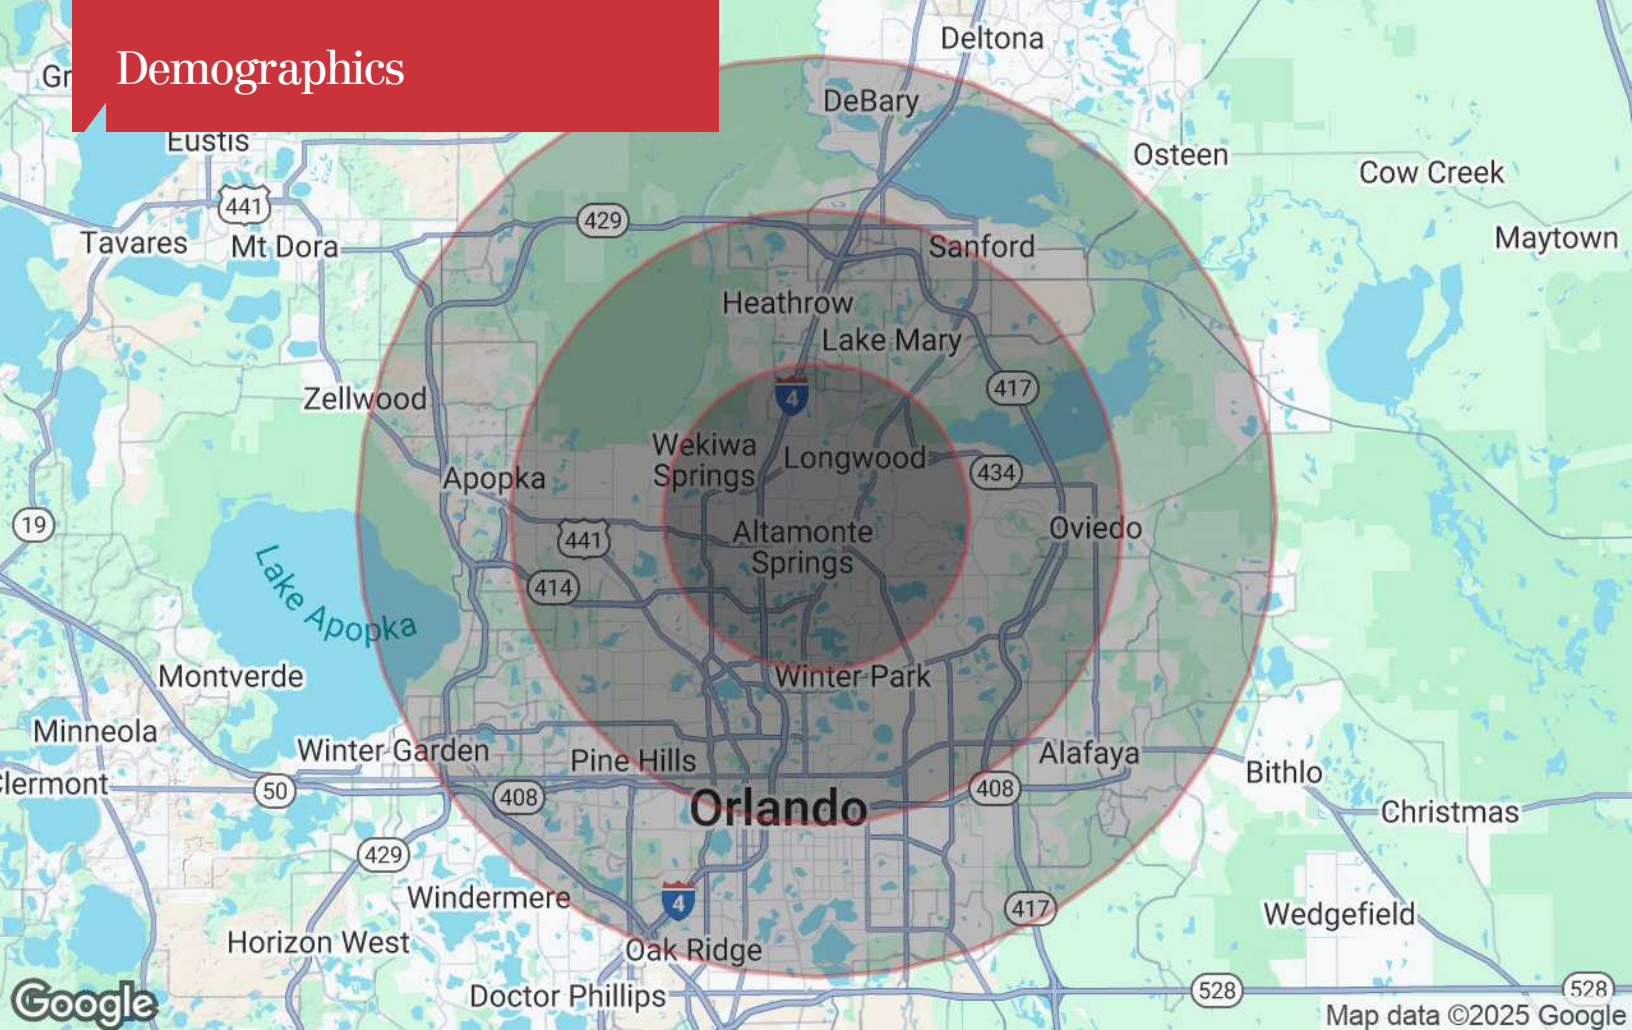 Demographics
Deltona
Gr
DeBary
Eustis
Osteen
Cow Creek
441
429
Tavares
Mt Dora
Sanford
Maytown
Heathrow
Lake Mary
417
4
Zellwood
Wekiwa
Springs
Longwood
434
Apopka
19
441
Altamonte
Springs
Oviedo
414
Lake Apopka
Montverde
Winter Park
Minneola
Winter Garden
Pine Hills
Alafaya
Bithlo
Clermont
50
408
Orlando
408
Christmas
429
Windermere
4
417
Wedgefield
Horizon West
Oak Ridge
Doctor Phillips
528
528
Google
Map data ©2025 Google